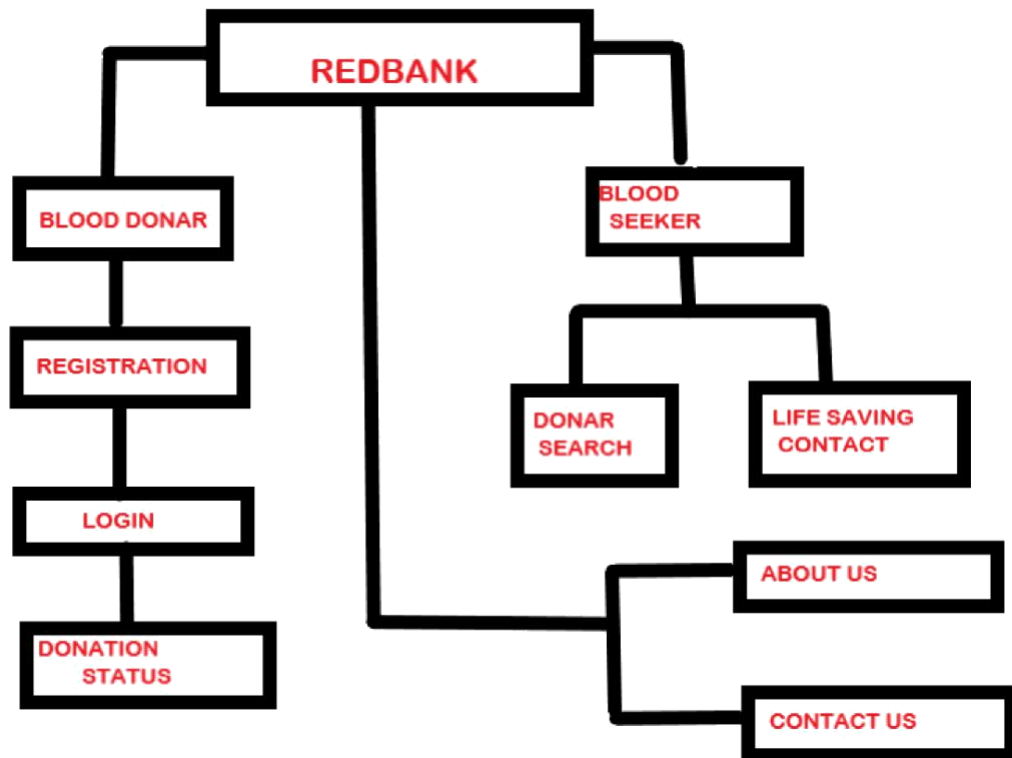 REDBANK
BLOOD DONAR
BLOOD
SEEKER
REGISTRATION
DONAR
SEARCH
LIFE SAVING
CONTACT
LOGIN
ABOUT US
DONATION
STATUS
CONTACT US